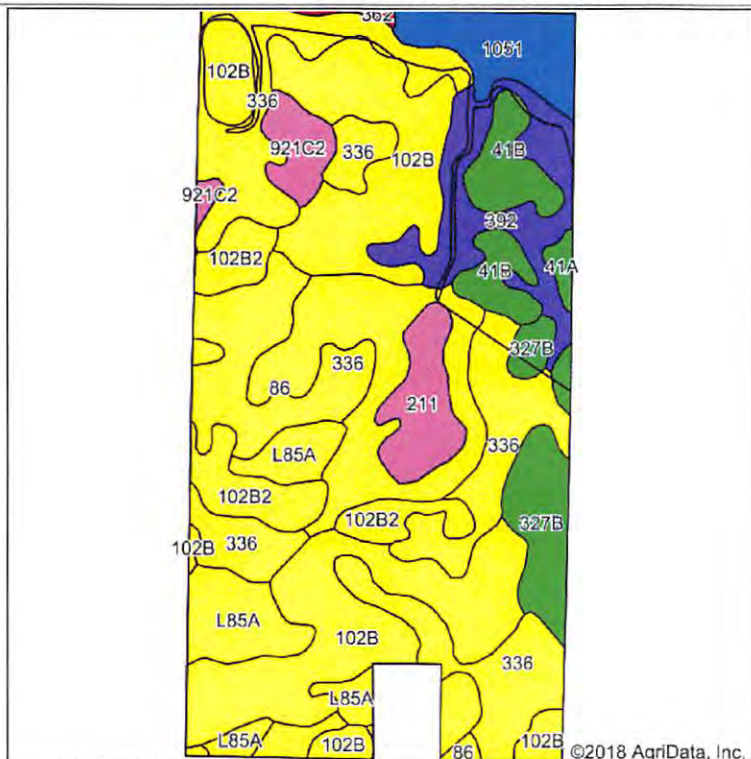 362
1051
102B
336
921C2
336
102B
41B
921C2
392
102B2
41B
41A
327B
336
86
211
336
L85A
102B2
102B2
327B
102B
336
L85A
102B
336
L85A
L85A
102B
86
102B
©2018 AgriData, Inc.